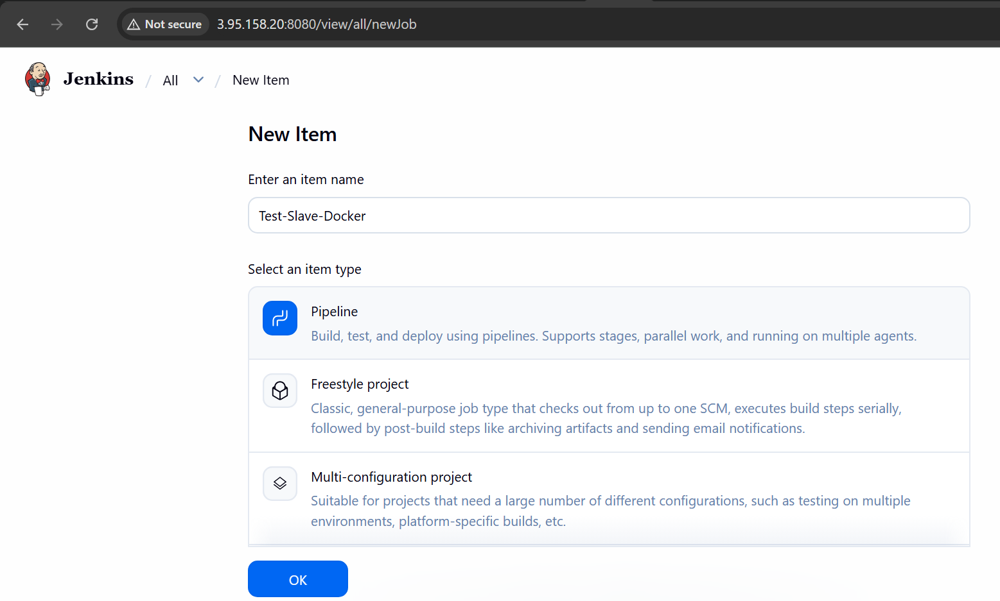 Not secure 3.95.158.20:8080/view/all/newJob
Jenkins / All / New Item
New Item
Enter an item name
Test-Slave-Docker
Select an item type
Pipeline
Build, test, and deploy using pipelines. Supports stages, parallel work, and running on multiple agents.
Freestyle project
Classic, general-purpose job type that checks out from up to one SCM, executes build steps serially,
followed by post-build steps like archiving artifacts and sending email notifications.
Multi-configuration project
Suitable for projects that need a large number of different configurations, such as testing on multiple
environments, platform-specific builds, etc.
OK